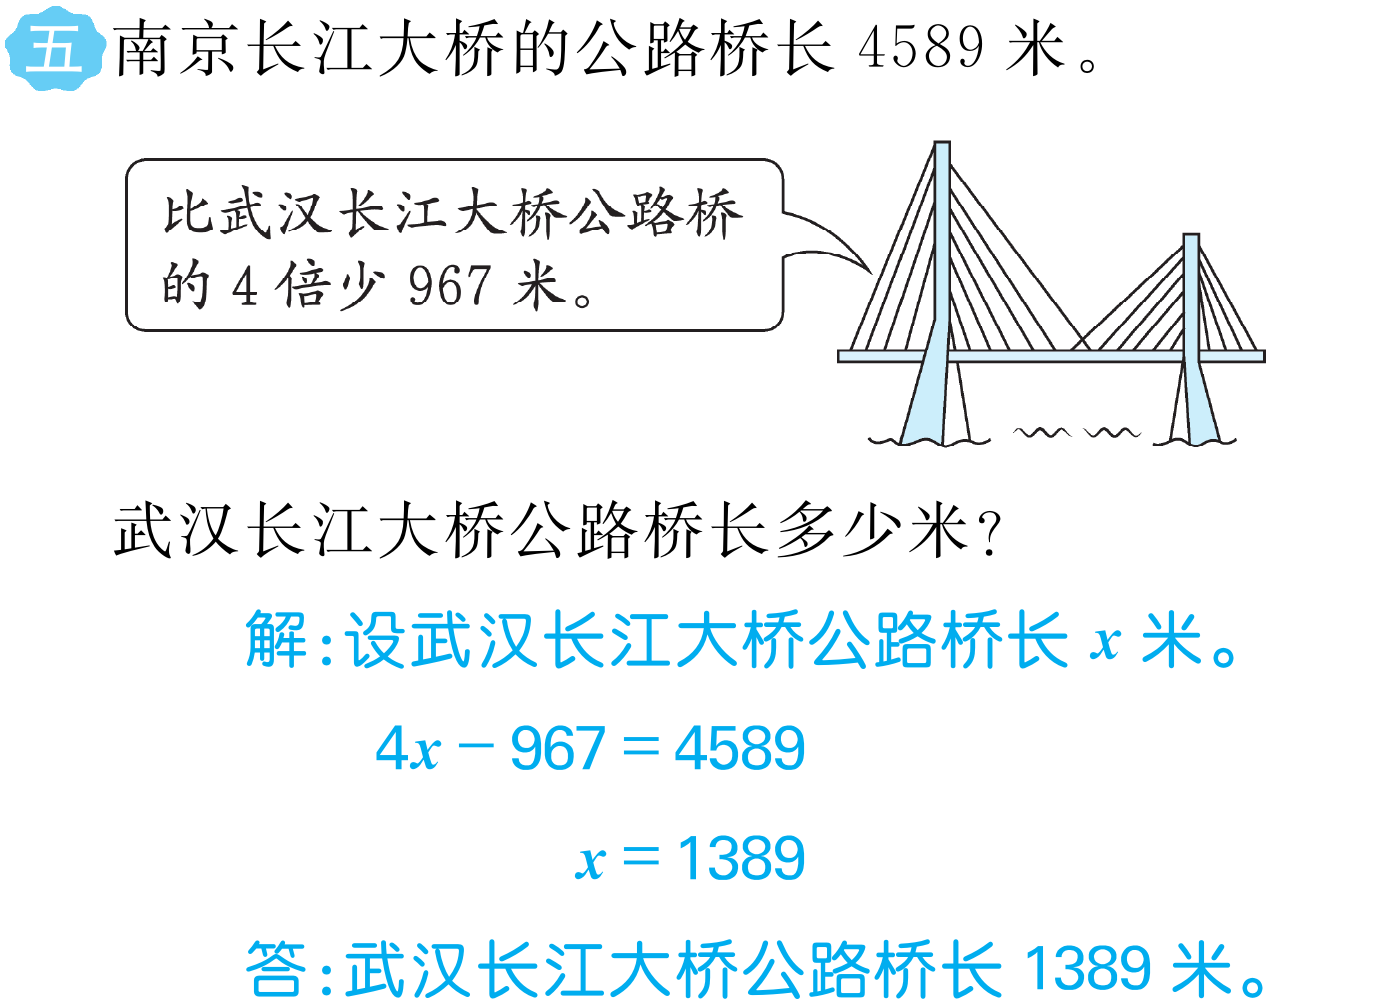 五 南京长江大桥的公路桥长 4589 米。
比武汉长江大桥公路桥
的 4 倍少 967 米。
武汉长江大桥公路桥长多少米?
解:设武汉长江大桥公路桥长 x 米。
4x－967＝4589
x＝1389
答:武汉长江大桥公路桥长 1389 米。